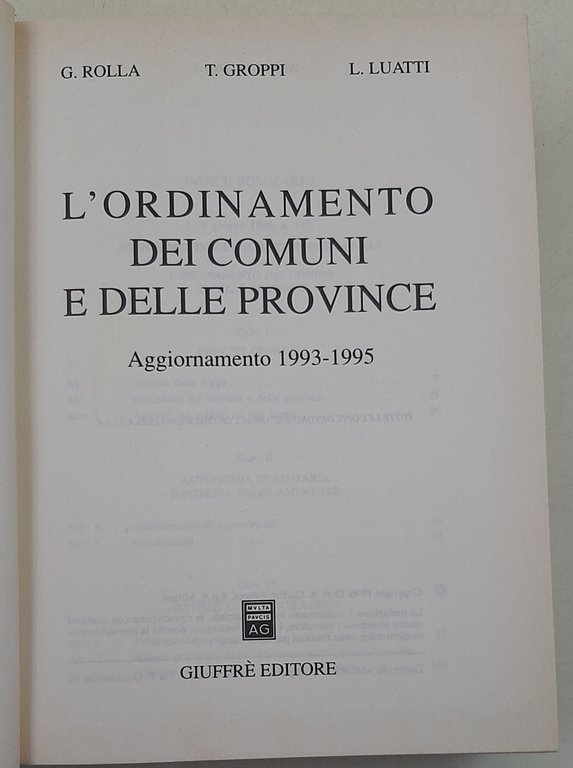 G. ROLLA T. GROPPI L. LUATTI
L'ORDINAMENTO
DEI COMUNI
E DELLE PROVINCE
Aggiornamento 1993-1995
MVLTA
PAVCIS
AG
GIUFFRÈ EDITORE